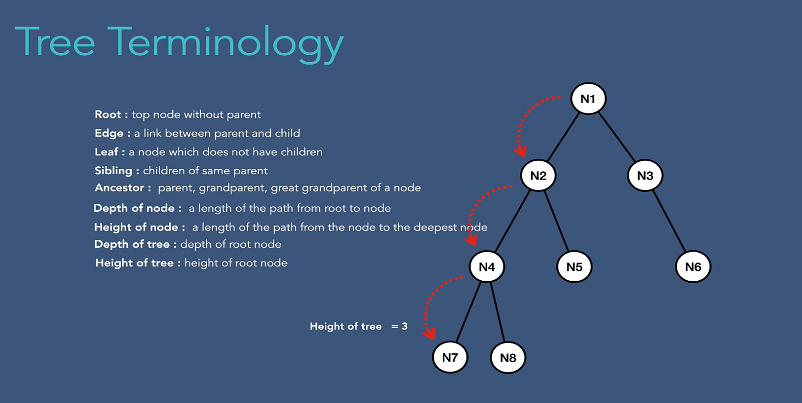 Tree Terminology
Root : top node without parent
Edge : a link between parent and child
Leaf : a node which does not have children
Sibling : children of same parent
Ancestor : parent, grandparent, great grandparent of a node
Depth of node : a length of the path from root to node
Height of node : a length of the path from the node to the deepest node
Depth of tree : depth of root node
Height of tree : height of root node
Height of tree = 3
N1
N2
N3
N4
N5
N6
N7
N8